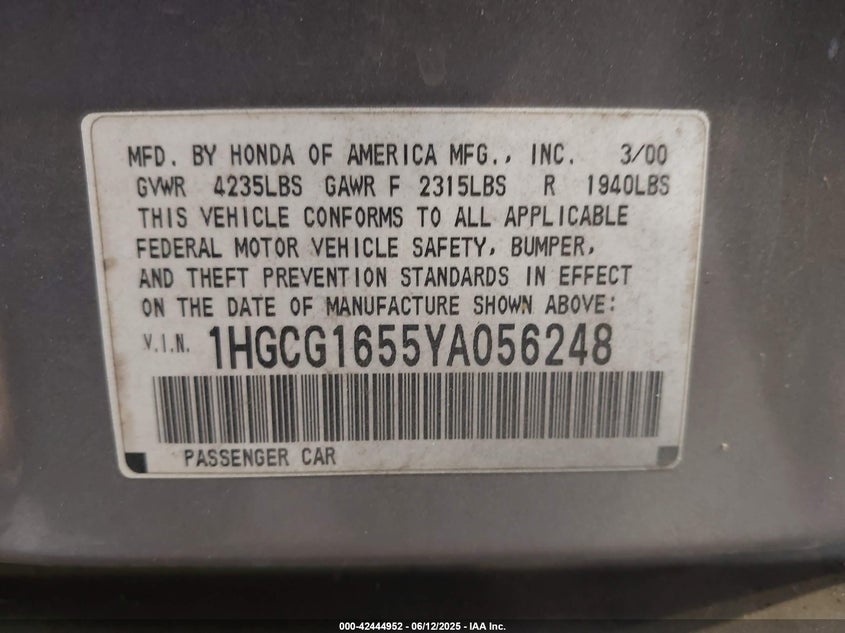 MFD. BY HONDA OF AMERICA MFG., INC. 3/00
GVWR 4235LBS GAWR F 2315LBS R 1940LBS
THIS VEHICLE CONFORMS TO ALL APPLICABLE
FEDERAL MOTOR VEHICLE SAFETY, BUMPER,
AND THEFT PREVENTION STANDARDS IN EFFECT
ON THE DATE OF MANUFACTURE SHOWN ABOVE:
V.I.N. 1HGCG1655YA056248
PASSENGER CAR
000-42444952 - 06/12/2025 - IAA Inc.